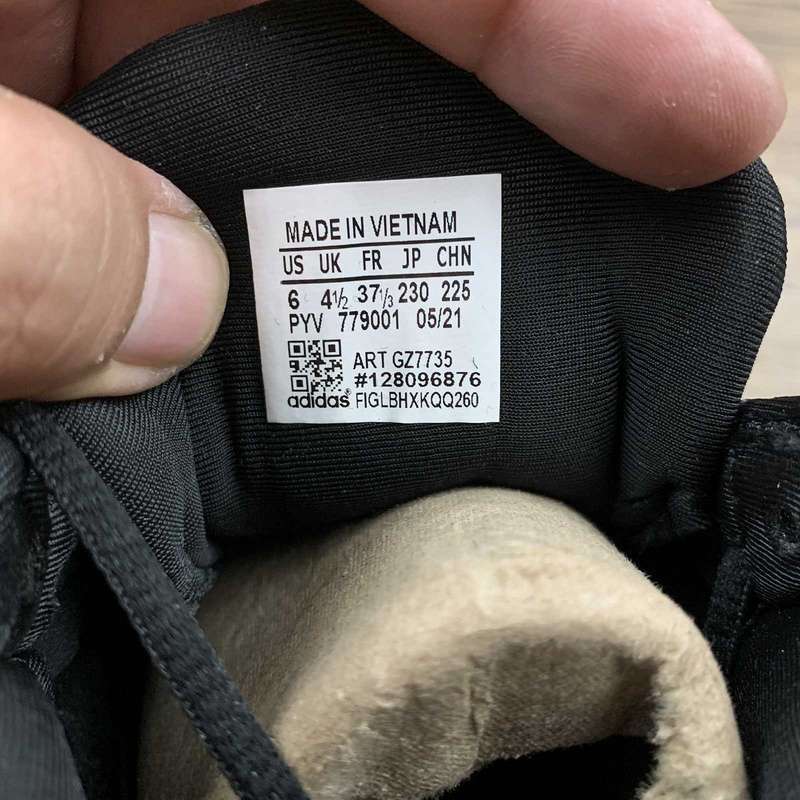 MADE IN VIETNAM
US UK FR JP CHN
6 4½ 37⅓ 230 225
PYV 779001 05/21
ART GZ7735
#128096876
adidas FIGLBHXKQQ260